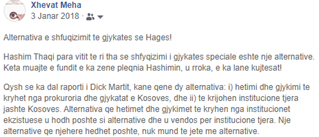 Xhevat Meha
3 Janar 2018 ·
Alternativa e shfuqizimit te gjykates se Hages!
Hashim Thaqi para vitit te ri tha se shfyqizimi i gjykates speciale eshte nje alternative.
Keta muajte e fundit e ka zene pleqnia Hashimin, u rroka, e ka lane kujtesat!
Qysh se ka dal raporti i Dick Martit, kane qene dy alternativa: i) hetimi dhe gjykimi te
kryhet nga prokuroria dhe gjykatat e Kosoves, dhe ii) te krijohen institucione tjera
jashte Kosoves. Alternativa qe hetimet dhe gjykimet te kryhen nga institucionet
ekzistuese u hodh poshte si alternative dhe u vendos per institucione tjera. Nje
alternative qe njehere hedhet poshte, nuk mund te jete me alternative.